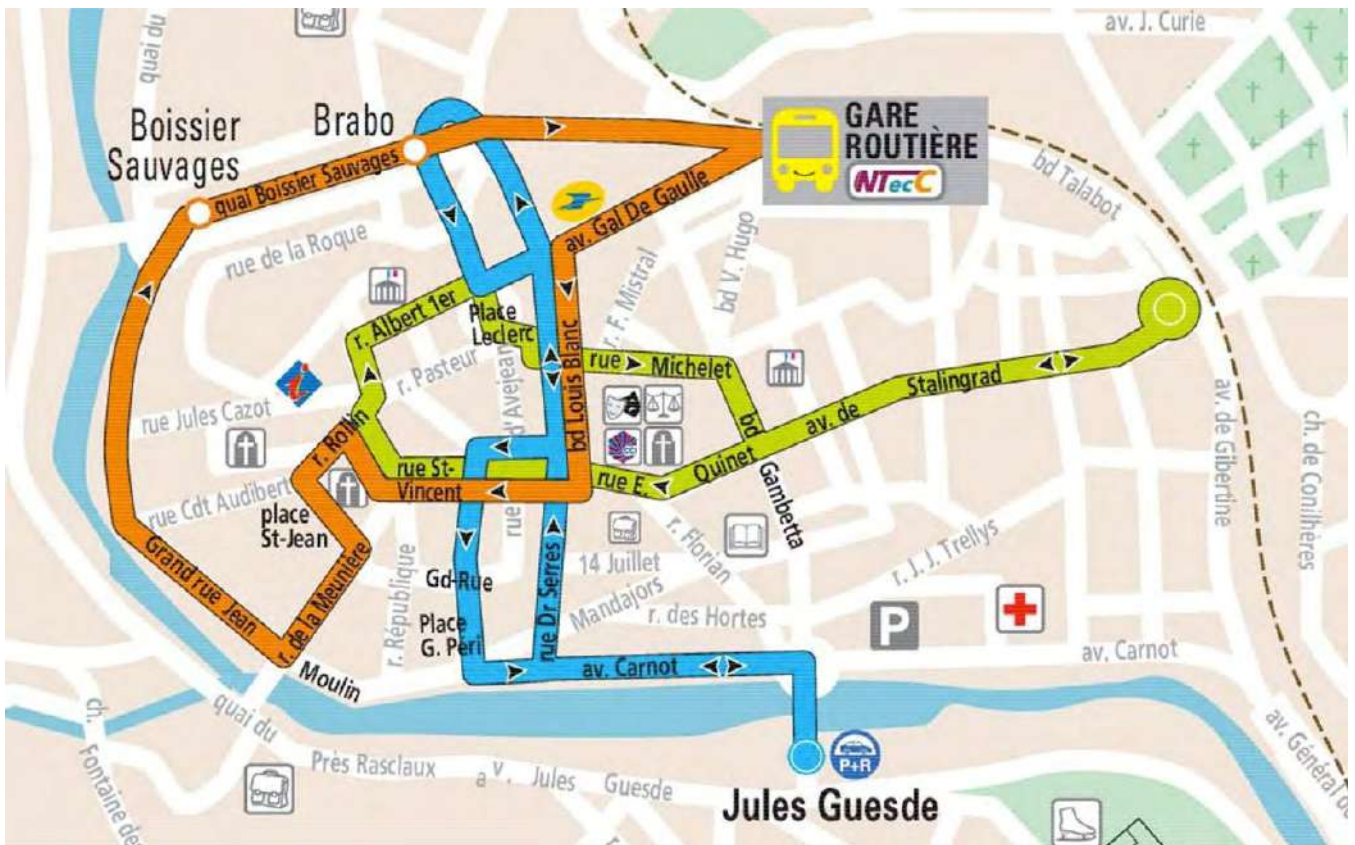 quai du
av. J. Curie
Boissier
Sauvages
Brabo
GARE
ROUTIÈRE
NTecC
bd Talabot
quai Boissier Sauvages
av. Gal De Gaulle
bd V. Hugo
rue de la Roque
r. F. Mistral
r. Albert 1er
Place
Leclerc
rue Michelet
bd
Gambetta
av. de Stalingrad
r. Pasteur
rue d'Avéjean
bd Louis Blanc
rue Jules Cazot
r. Rollin
rue St-
Vincent
rue E. Quinet
av. de Gibertine
ch. de Conilhères
rue Cdt Audibert
place
St-Jean
Grand rue Jean
Moulin
r. de la Meunière
r. République
Gd-Rue
Place
G. Péri
rue Dr Serres
14 Juillet
Mandajors
r. Florian
r. des Hortes
r. J. J. Trellys
P
av. Carnot
av. Carnot
quai du
Près Rasclaux
av. Jules Guesde
P+R
Jules Guesde
ch.
Fontaine des
av. Général de